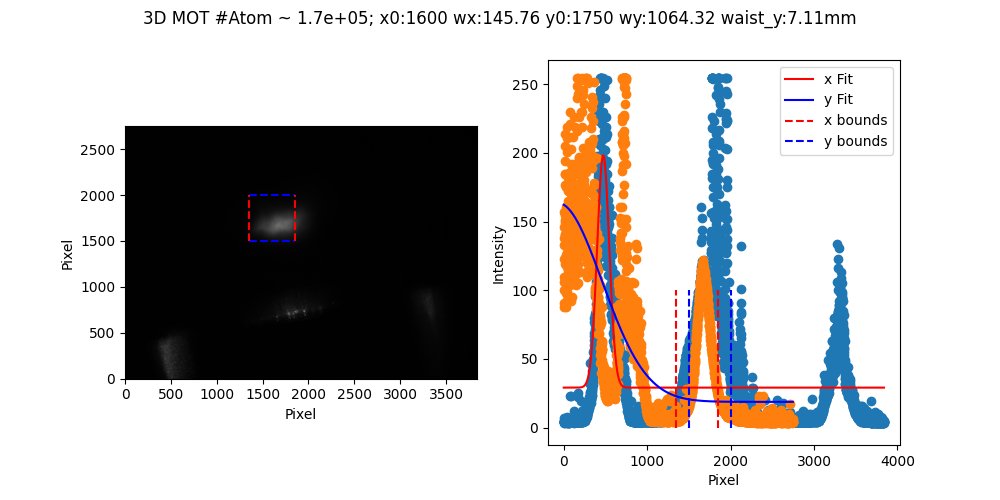 3D MOT #Atom ~ 1.7e+05; x0:1600 wx:145.76 y0:1750 wy:1064.32 waist_y:7.11mm
2500
2000
1500
1000
500
0
Pixel
0 500 1000 1500 2000 2500 3000 3500
Pixel
250
200
150
100
50
0
Intensity
0 1000 2000 3000 4000
Pixel
x Fit
y Fit
x bounds
y bounds